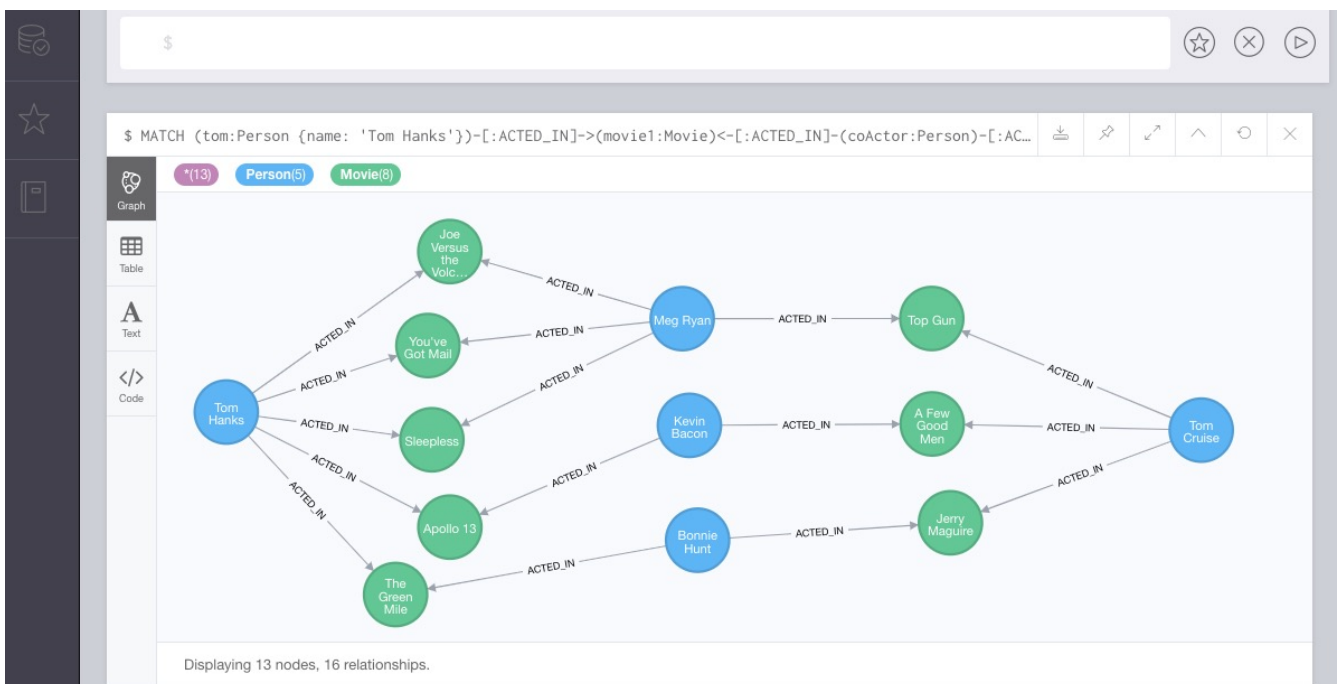 $
$ MATCH (tom:Person {name: 'Tom Hanks'})-[:ACTED_IN]->(movie1:Movie)<-[:ACTED_IN]-(coActor:Person)-[:AC…
*(13) Person(5) Movie(8)
Graph
Table
A
Text
</>
Code
Joe
Versus
the
Volc…
ACTED_IN
ACTED_IN
Meg Ryan
ACTED_IN
Top Gun
You've
Got Mail
ACTED_IN
ACTED_IN
ACTED_IN
ACTED_IN
Tom
Hanks
ACTED_IN
Sleepless
Kevin
Bacon
ACTED_IN
A Few
Good
Men
ACTED_IN
Tom
Cruise
ACTED_IN
ACTED_IN
ACTED_IN
ACTED_IN
Apollo 13
Bonnie
Hunt
ACTED_IN
Jerry
Maguire
ACTED_IN
The
Green
Mile
Displaying 13 nodes, 16 relationships.